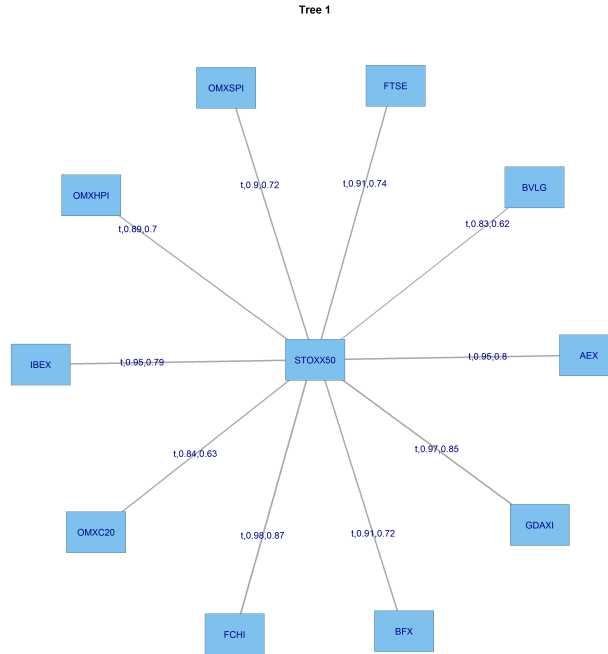 Tree 1
OMXSPI
FTSE
t,0.9,0.72
t,0.91,0.74
OMXHPI
BVLG
t,0.89,0.7
t,0.83,0.62
IBEX
t,0.95,0.79
STOXX50
t,0.95,0.8
AEX
t,0.84,0.63
t,0.97,0.85
OMXC20
GDAXI
t,0.98,0.87
t,0.91,0.72
FCHI
BFX